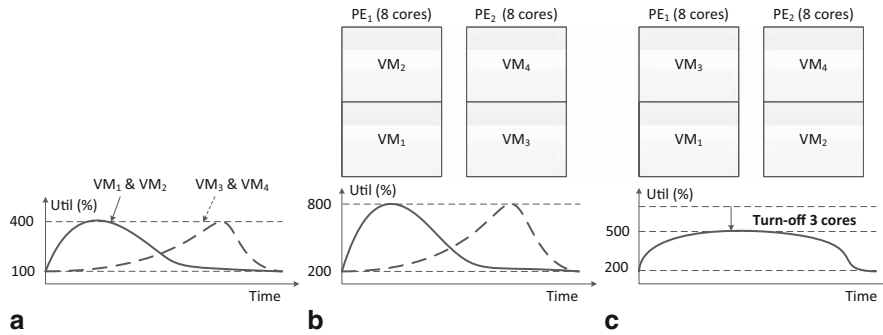 PE₁ (8 cores)
PE₂ (8 cores)
VM₂
VM₄
VM₁
VM₃
PE₁ (8 cores)
PE₂ (8 cores)
VM₃
VM₄
VM₁
VM₂
Util (%)
VM₁ & VM₂
VM₃ & VM₄
400
100
Time
a
Util (%)
800
200
Time
b
Util (%)
Turn-off 3 cores
500
200
Time
c